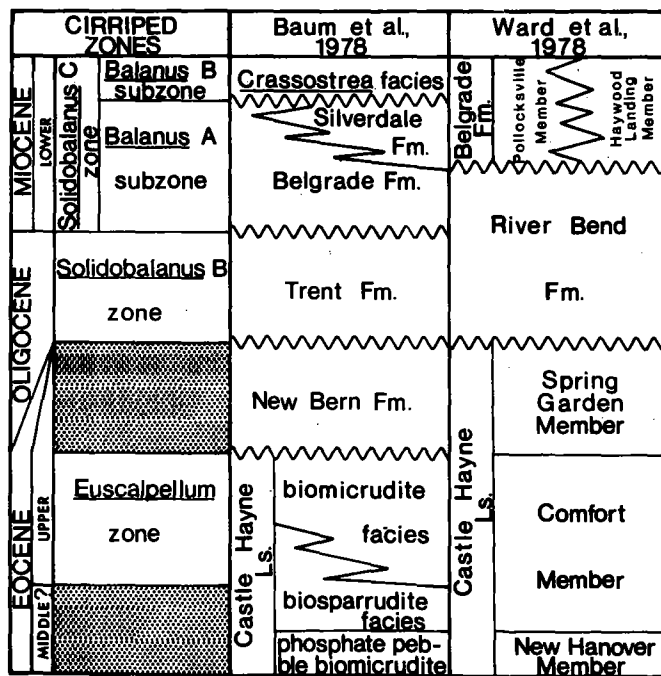 CIRRIPED
ZONES
Baum et al.,
1978
Ward et al.,
1978
MIOCENE
LOWER
Solidobalanus C
zone
Balanus B
subzone
Balanus A
subzone
Crassostrea facies
Silverdale
Fm.
Belgrade Fm.
Belgrade
Fm.
Pollocksville
Member
Haywood
Landing
Member
OLIGOCENE
Solidobalanus B
zone
Trent Fm.
River Bend
Fm.
New Bern Fm.
Spring
Garden
Member
EOCENE
UPPER
MIDDLE?
Euscalpellum
zone
Castle Hayne
Ls.
biomicrudite
facies
biosparrudite
facies
phosphate peb-
ble biomicrudite
Castle Hayne
Ls.
Comfort
Member
New Hanover
Member